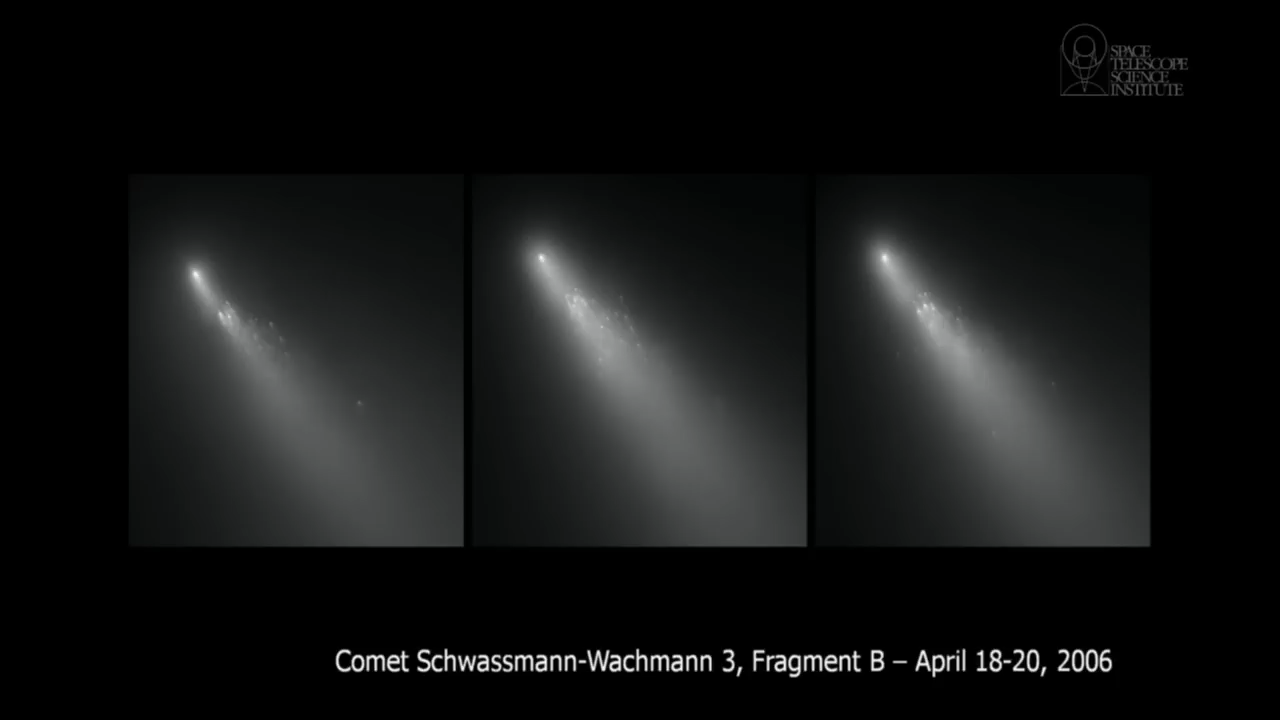 SPACE
TELESCOPE
SCIENCE
INSTITUTE
Comet Schwassmann-Wachmann 3, Fragment B – April 18-20, 2006